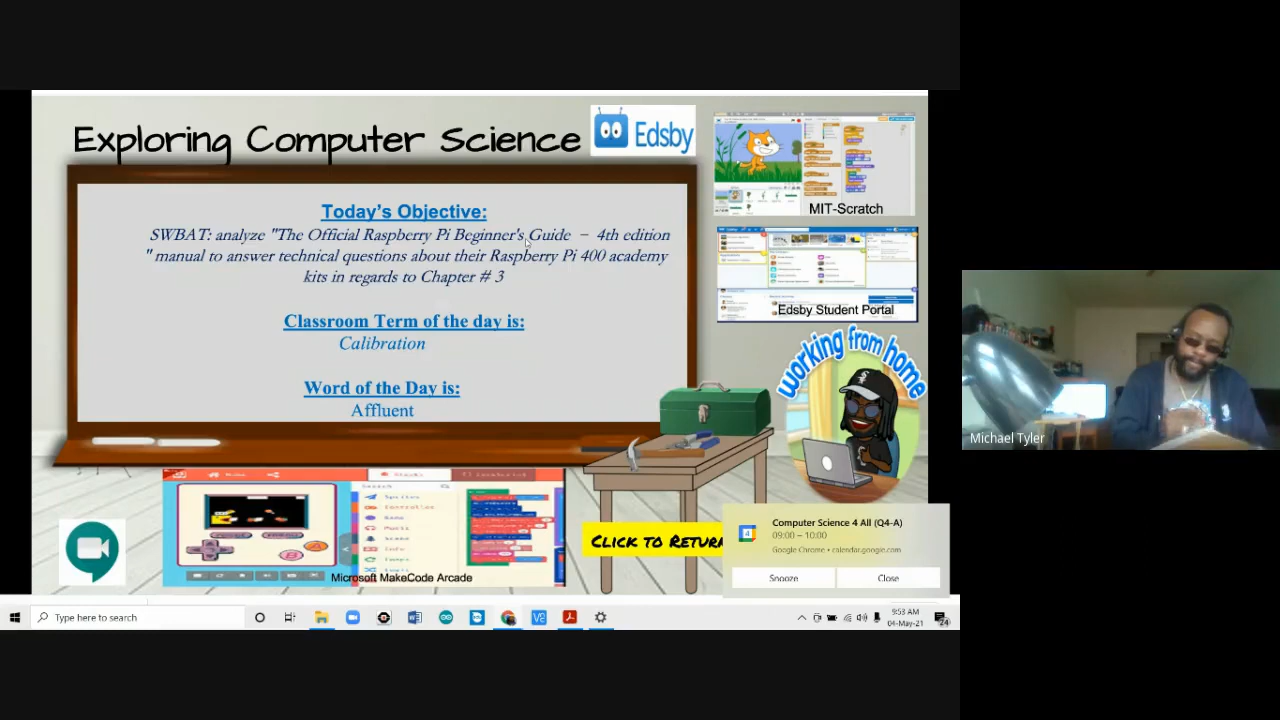 Exploring Computer Science
Edsby
Today's Objective:
SWBAT: analyze "The Official Raspberry Pi Beginner's Guide – 4th edition
" manual to answer technical questions about their Raspberry Pi 400 academy
kits in regards to Chapter # 3
Classroom Term of the day is:
Calibration
Word of the Day is:
Affluent
MIT-Scratch
Edsby Student Portal
working from home
Michael Tyler
Microsoft MakeCode Arcade
CLICK TO RETURN
Computer Science 4 All (Q4-A)
09:00 – 10:00
Google Chrome • calendar.google.com
Snooze
Close
Type here to search
9:53 AM
04-May-21
24